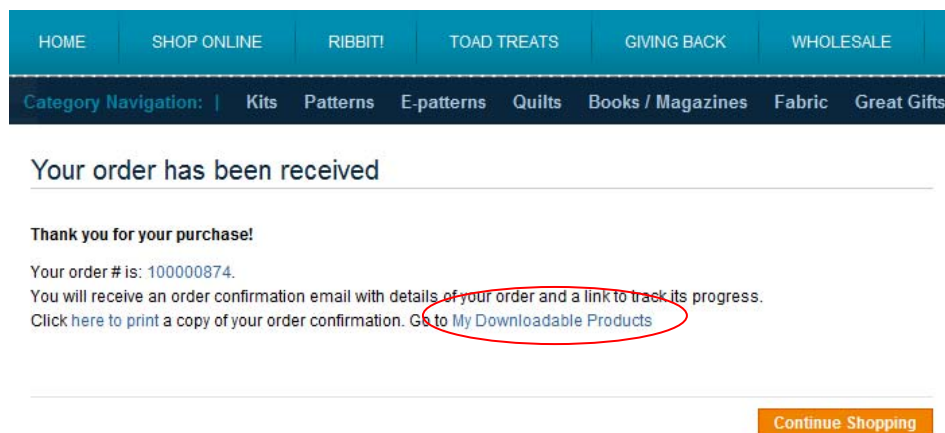 HOME SHOP ONLINE RIBBIT! TOAD TREATS GIVING BACK WHOLESALE
Category Navigation: | Kits Patterns E-patterns Quilts Books / Magazines Fabric Great Gifts
Your order has been received
Thank you for your purchase!
Your order # is: 100000874.
You will receive an order confirmation email with details of your order and a link to track its progress.
Click here to print a copy of your order confirmation. Go to My Downloadable Products
Continue Shopping